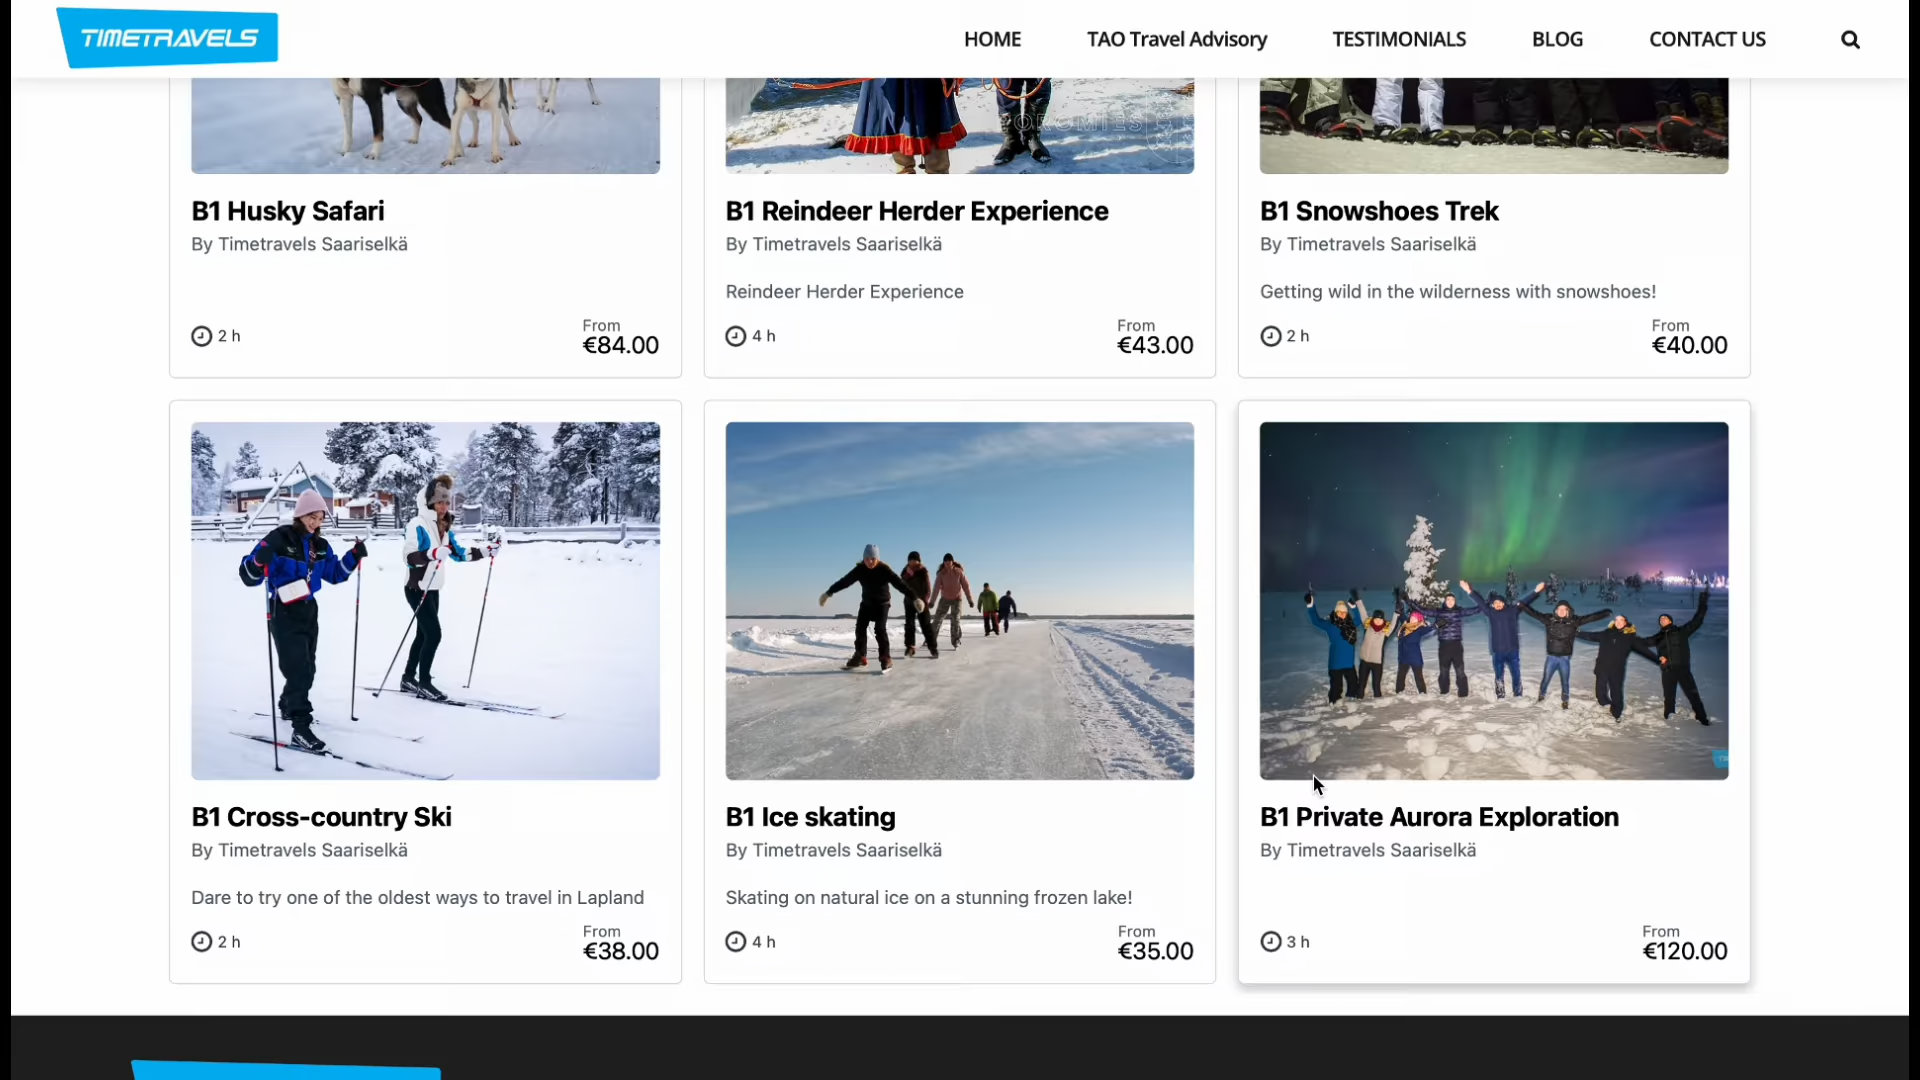 TIMETRAVELS
HOME
TAO Travel Advisory
TESTIMONIALS
BLOG
CONTACT US
B1 Husky Safari
By Timetravels Saariselkä
2 h
From
€84.00
B1 Reindeer Herder Experience
By Timetravels Saariselkä
Reindeer Herder Experience
4 h
From
€43.00
B1 Snowshoes Trek
By Timetravels Saariselkä
Getting wild in the wilderness with snowshoes!
2 h
From
€40.00
B1 Cross-country Ski
By Timetravels Saariselkä
Dare to try one of the oldest ways to travel in Lapland
2 h
From
€38.00
B1 Ice skating
By Timetravels Saariselkä
Skating on natural ice on a stunning frozen lake!
4 h
From
€35.00
B1 Private Aurora Exploration
By Timetravels Saariselkä
3 h
From
€120.00